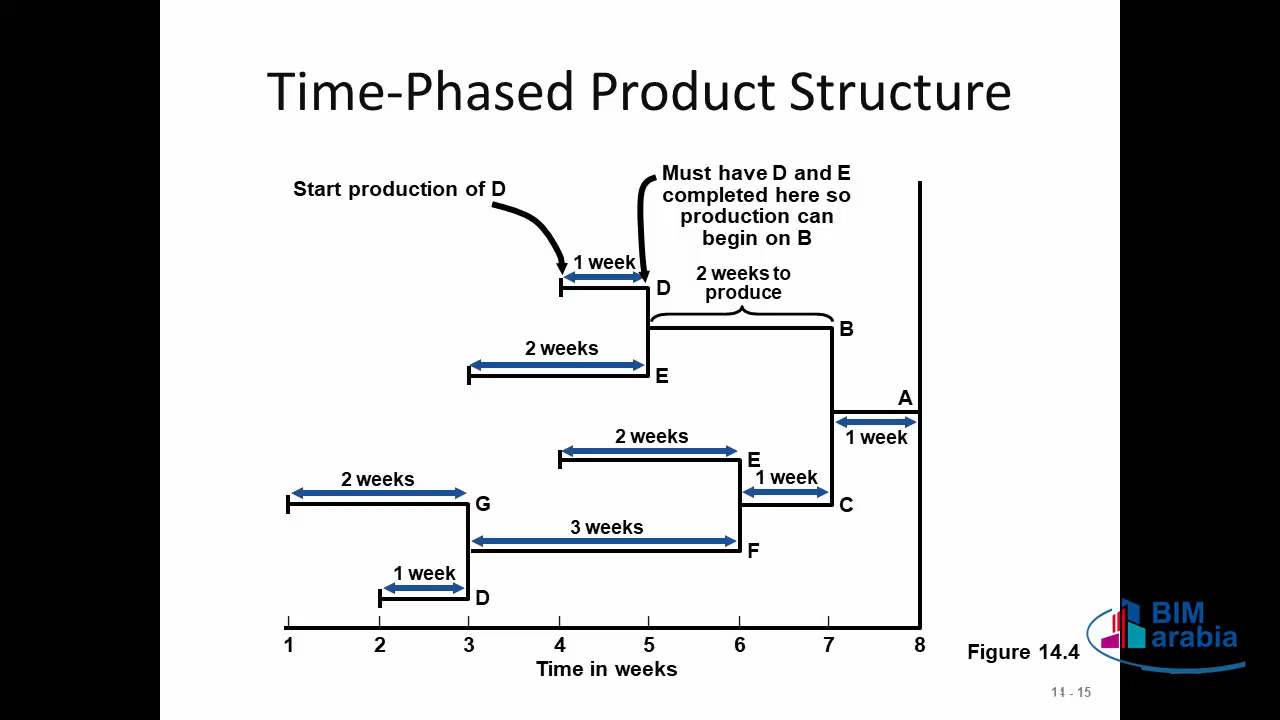 Time-Phased Product Structure
Start production of D
Must have D and E
completed here so
production can
begin on B
1 week
D
2 weeks to
produce
B
2 weeks
E
A
1 week
2 weeks
E
1 week
C
2 weeks
G
3 weeks
F
1 week
D
1 2 3 4 5 6 7 8
Time in weeks
Figure 14.4
BIM
arabia
14 - 15